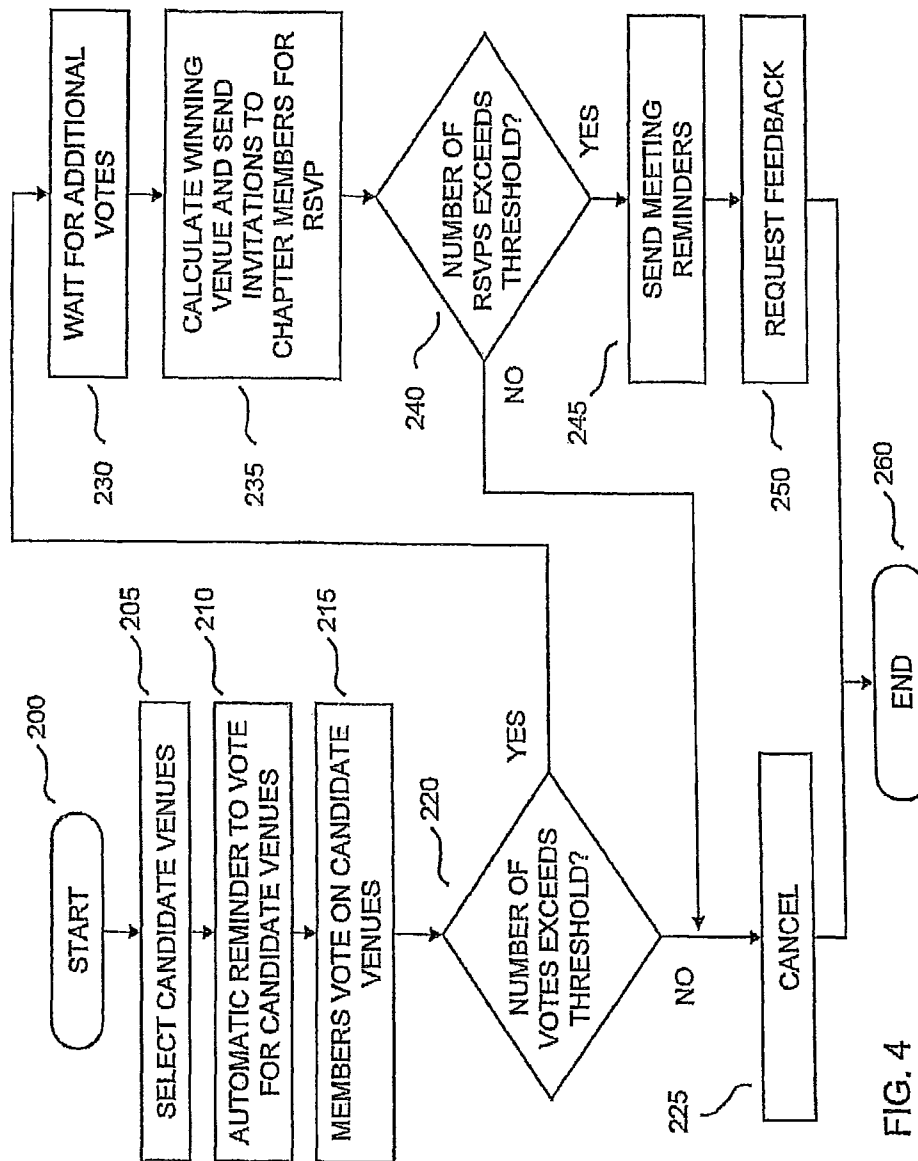 START
200
SELECT CANDIDATE VENUES
205
AUTOMATIC REMINDER TO VOTE
FOR CANDIDATE VENUES
210
MEMBERS VOTE ON CANDIDATE
VENUES
215
NUMBER OF
VOTES EXCEEDS
THRESHOLD?
220
YES
NO
CANCEL
225
WAIT FOR ADDITIONAL
VOTES
230
CALCULATE WINNING
VENUE AND SEND
INVITATIONS TO
CHAPTER MEMBERS FOR
RSVP
235
NUMBER OF
RSVPS EXCEEDS
THRESHOLD?
240
NO
YES
SEND MEETING
REMINDERS
245
REQUEST FEEDBACK
250
END
260
FIG. 4